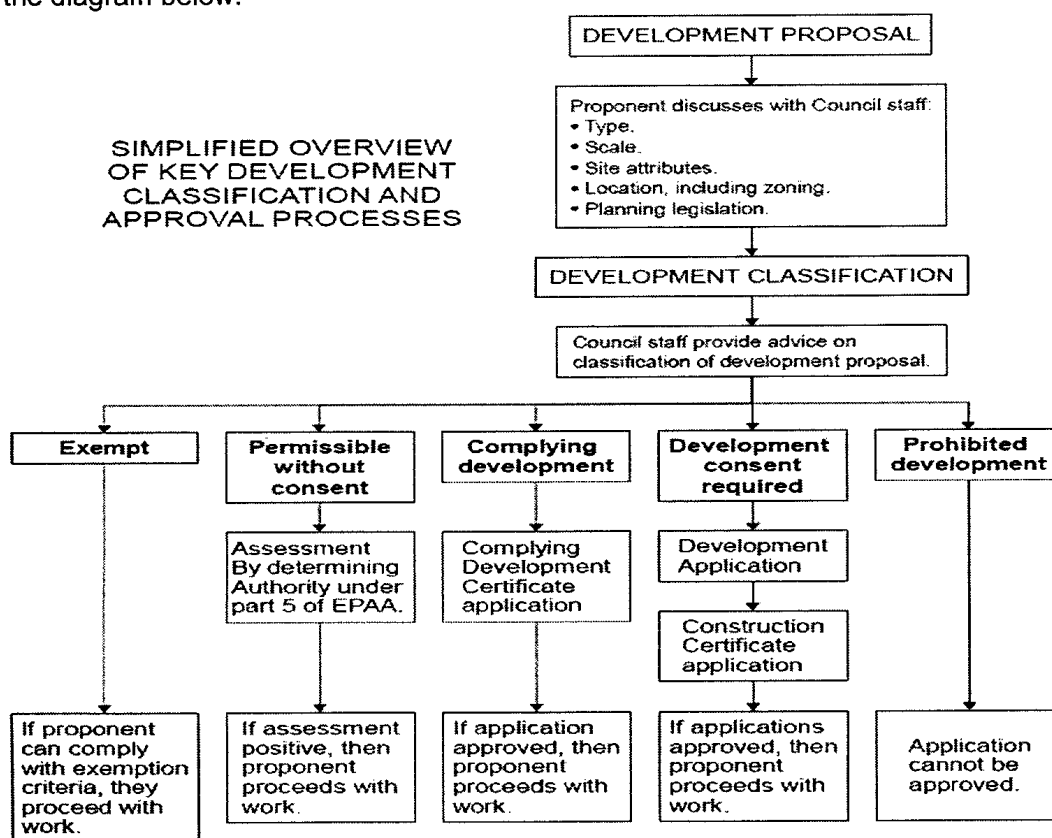 the diagram below.
DEVELOPMENT PROPOSAL
Proponent discusses with Council staff:
• Type.
• Scale.
• Site attributes.
• Location, including zoning.
• Planning legislation.
SIMPLIFIED OVERVIEW
OF KEY DEVELOPMENT
CLASSIFICATION AND
APPROVAL PROCESSES
DEVELOPMENT CLASSIFICATION
Council staff provide advice on
classification of development proposal.
Exempt
Permissible
without
consent
Complying
development
Development
consent
required
Prohibited
development
Assessment
By determining
Authority under
part 5 of EPAA.
Complying
Development
Certificate
application
Development
Application
Construction
Certificate
application
If proponent
can comply
with exemption
criteria, they
proceed with
work.
If assessment
positive, then
proponent
proceeds with
work.
If application
approved, then
proponent
proceeds with
work.
If applications
approved, then
proponent
proceeds with
work.
Application
cannot be
approved.